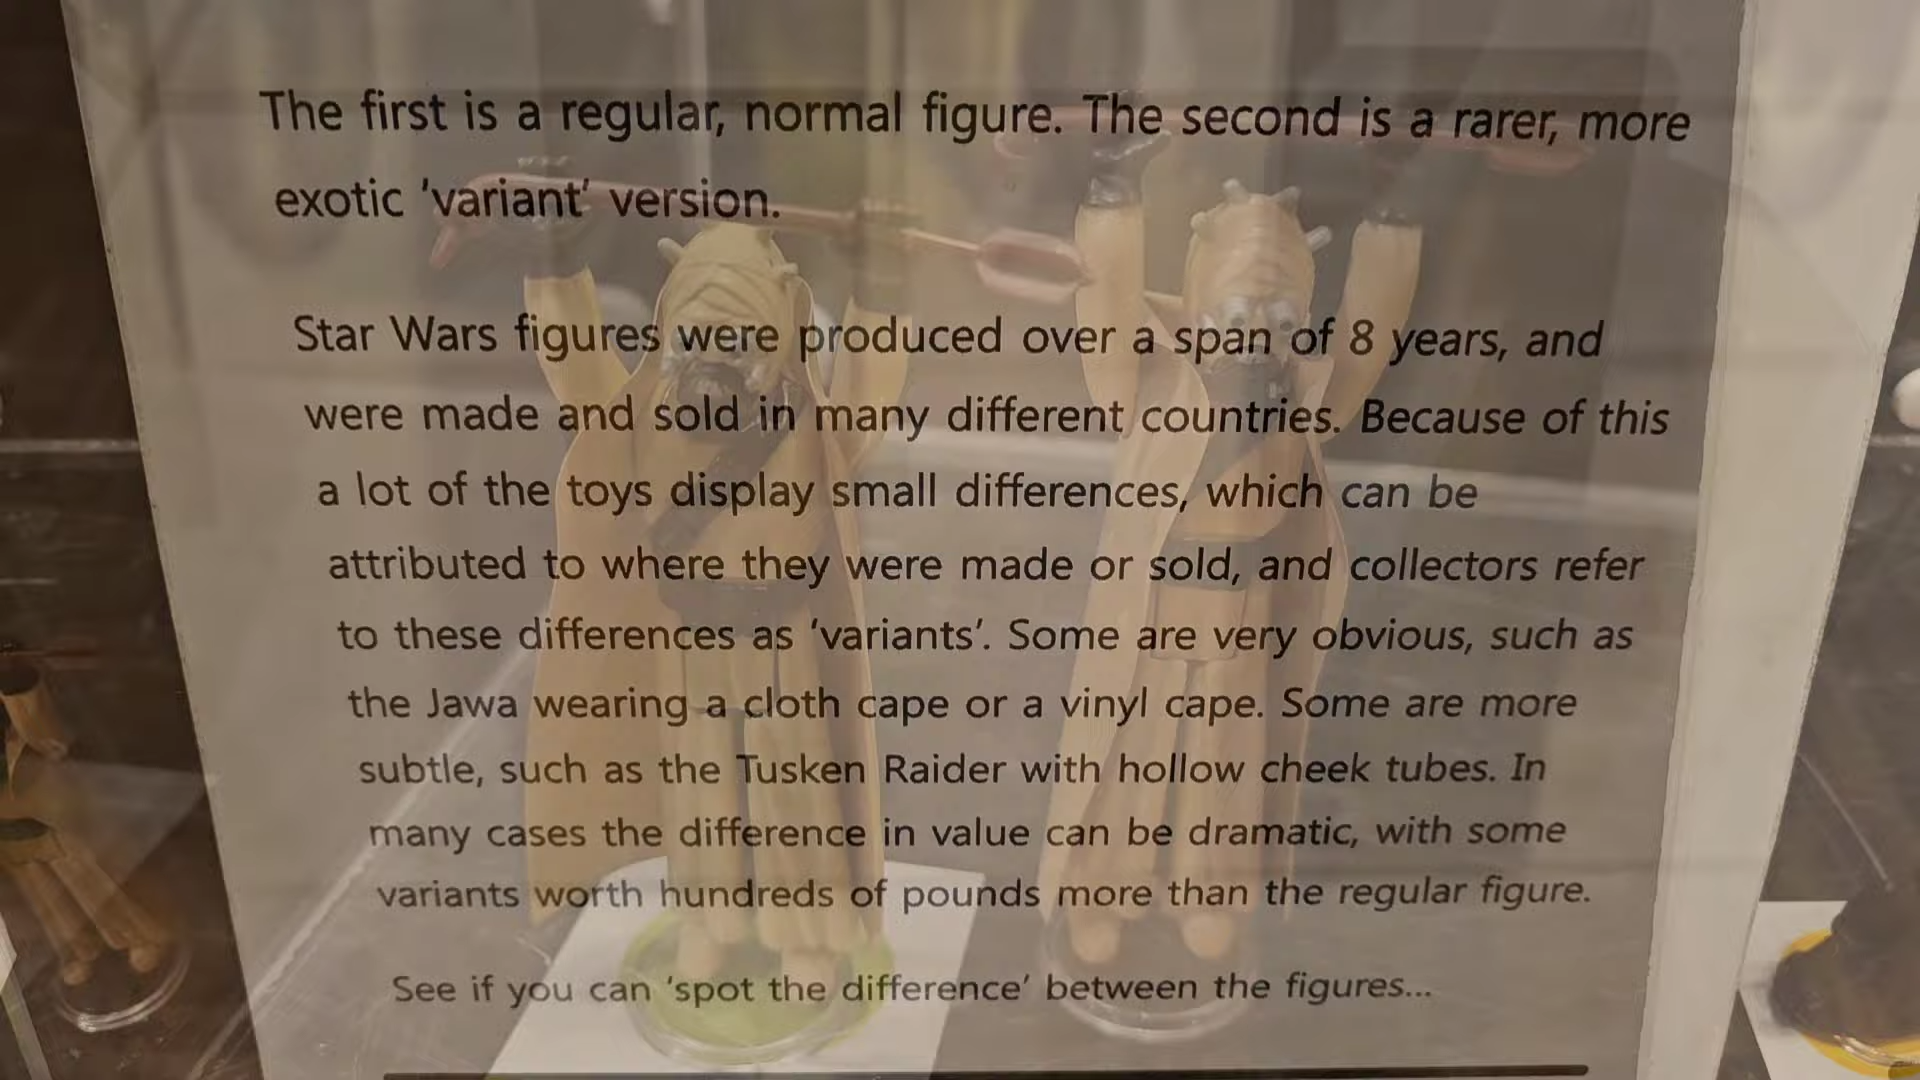 The first is a regular, normal figure. The second is a rarer, more
exotic 'variant' version.
Star Wars figures were produced over a span of 8 years, and
were made and sold in many different countries. Because of this
a lot of the toys display small differences, which can be
attributed to where they were made or sold, and collectors refer
to these differences as 'variants'. Some are very obvious, such as
the Jawa wearing a cloth cape or a vinyl cape. Some are more
subtle, such as the Tusken Raider with hollow cheek tubes. In
many cases the difference in value can be dramatic, with some
variants worth hundreds of pounds more than the regular figure.
See if you can 'spot the difference' between the figures...